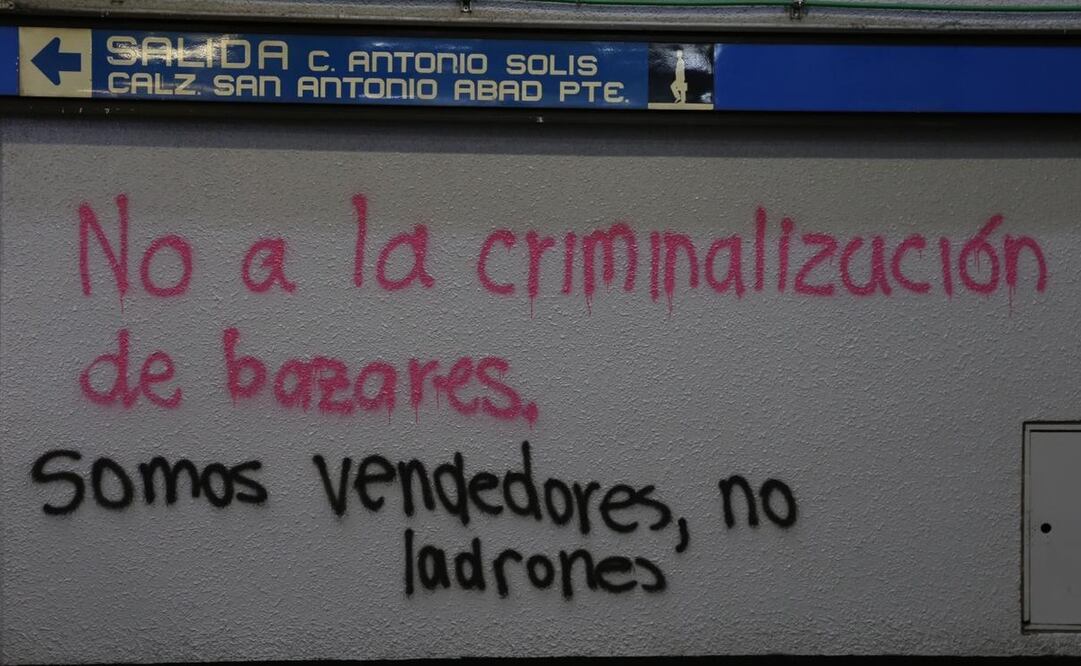 SALIDA C. ANTONIO SOLIS
CALZ SAN ANTONIO ABAD PTE.
No a la criminalización
de bazares.
Somos vendedores, no
ladrones